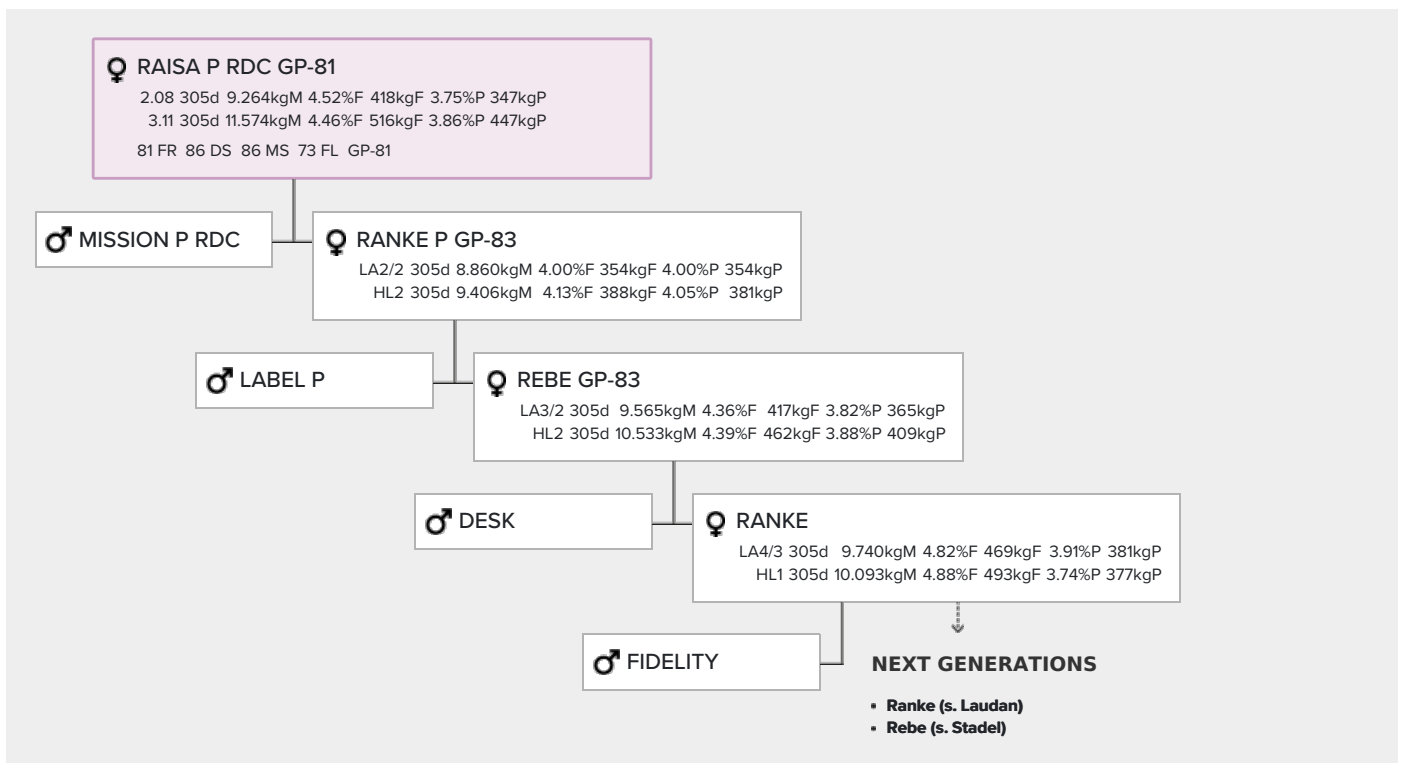 RAISA P RDC GP-81
2.08 305d 9.264kgM 4.52%F 418kgF 3.75%P 347kgP
3.11 305d 11.574kgM 4.46%F 516kgF 3.86%P 447kgP
81 FR 86 DS 86 MS 73 FL GP-81
MISSION P RDC
RANKE P GP-83
LA2/2 305d 8.860kgM 4.00%F 354kgF 4.00%P 354kgP
HL2 305d 9.406kgM 4.13%F 388kgF 4.05%P 381kgP
LABEL P
REBE GP-83
LA3/2 305d 9.565kgM 4.36%F 417kgF 3.82%P 365kgP
HL2 305d 10.533kgM 4.39%F 462kgF 3.88%P 409kgP
DESK
RANKE
LA4/3 305d 9.740kgM 4.82%F 469kgF 3.91%P 381kgP
HL1 305d 10.093kgM 4.88%F 493kgF 3.74%P 377kgP
FIDELITY
NEXT GENERATIONS
• Ranke (s. Laudan)
• Rebe (s. Stadel)